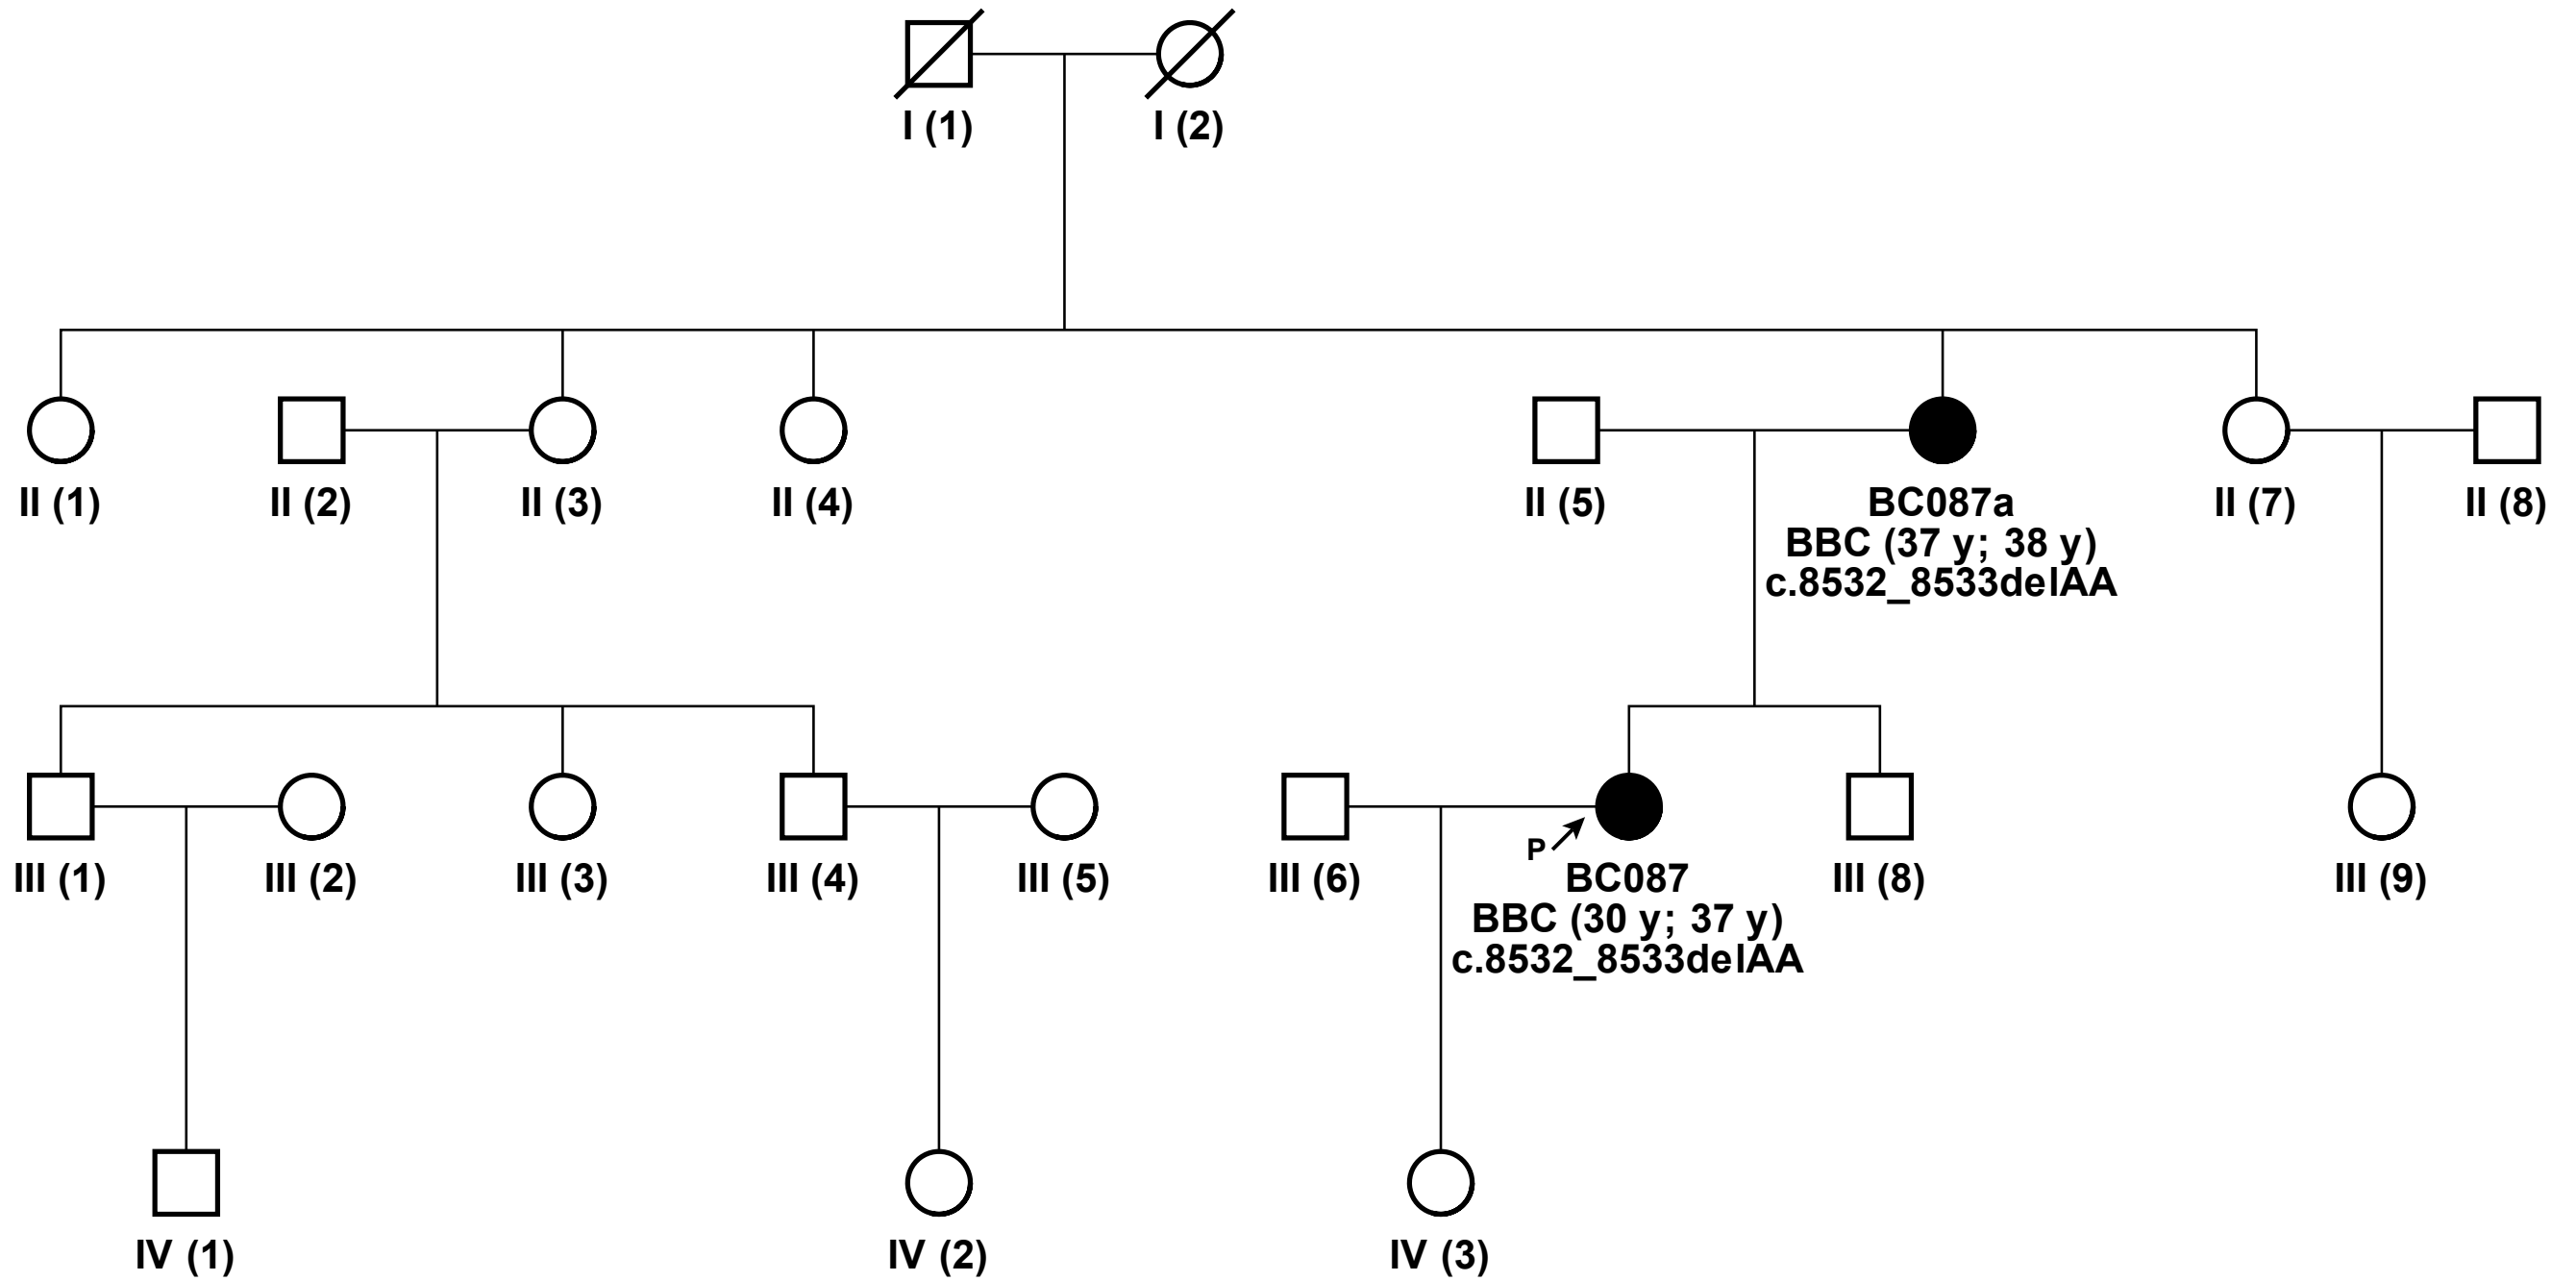 I (1)
I (2)
II (1)
II (2)
II (3)
II (4)
II (5)
BC087a
BBC (37 y; 38 y)
c.8532_8533delAA
II (7)
II (8)
III (1)
III (2)
III (3)
III (4)
III (5)
III (6)
P
BC087
BBC (30 y; 37 y)
c.8532_8533delAA
III (8)
III (9)
IV (1)
IV (2)
IV (3)